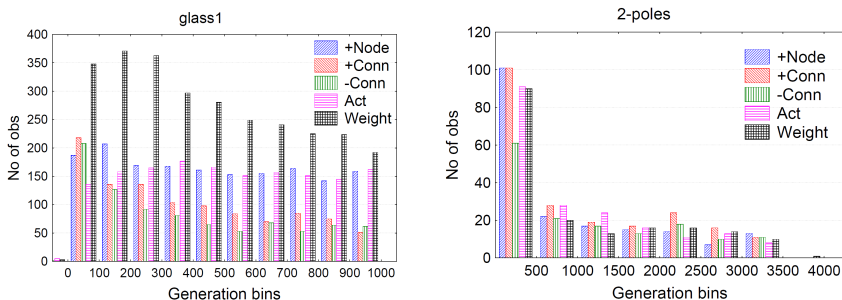 glass1
400
350
300
250
200
150
100
50
0
No of obs
0 100 200 300 400 500 600 700 800 900 1000
Generation bins
+Node
+Conn
-Conn
Act
Weight
2-poles
120
100
80
60
40
20
0
No of obs
500 1000 1500 2000 2500 3000 3500 4000
Generation bins
+Node
+Conn
-Conn
Act
Weight